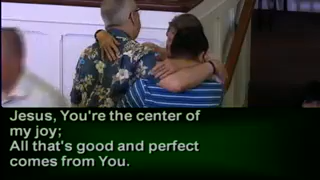 Jesus, You're the center of
my joy;
All that's good and perfect
comes from You.